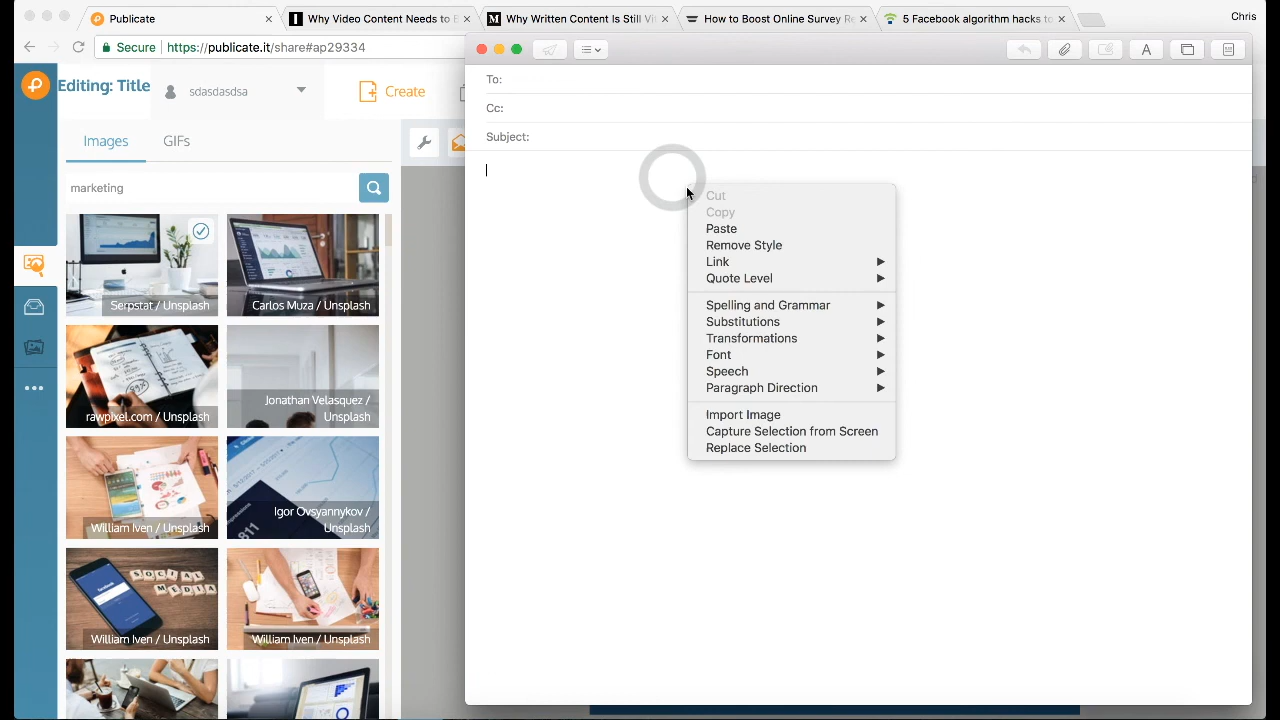 Publicate
Why Video Content Needs to B
Why Written Content Is Still Vit
How to Boost Online Survey Re
5 Facebook algorithm hacks to
Chris
Secure
https://publicate.it/share#ap29334
Editing: Title
sdasdasdsa
Create
Images
GIFs
marketing
Serpstat / Unsplash
Carlos Muza / Unsplash
rawpixel.com / Unsplash
Jonathan Velasquez /
Unsplash
William Iven / Unsplash
Igor Ovsyannykov /
Unsplash
William Iven / Unsplash
William Iven / Unsplash
To:
Cc:
Subject:
Cut
Copy
Paste
Remove Style
Link
Quote Level
Spelling and Grammar
Substitutions
Transformations
Font
Speech
Paragraph Direction
Import Image
Capture Selection from Screen
Replace Selection